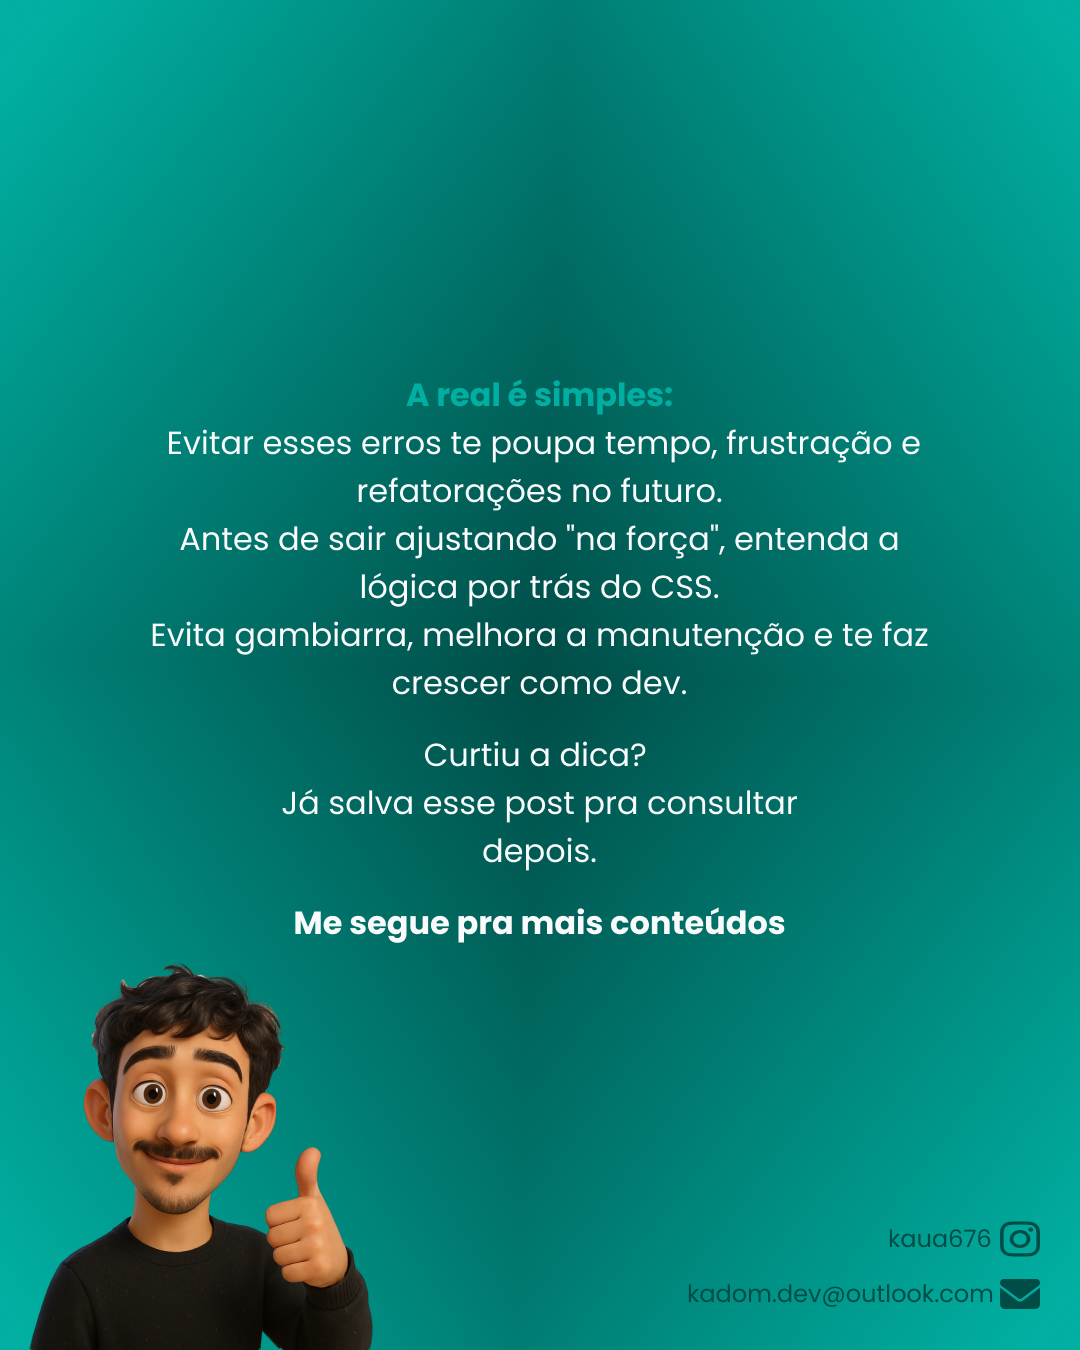 A real é simples:
Evitar esses erros te poupa tempo, frustração e
refatorações no futuro.
Antes de sair ajustando "na força", entenda a
lógica por trás do CSS.
Evita gambiarra, melhora a manutenção e te faz
crescer como dev.
Curtiu a dica?
Já salva esse post pra consultar
depois.
Me segue pra mais conteúdos
kaua676
kadom.dev@outlook.com